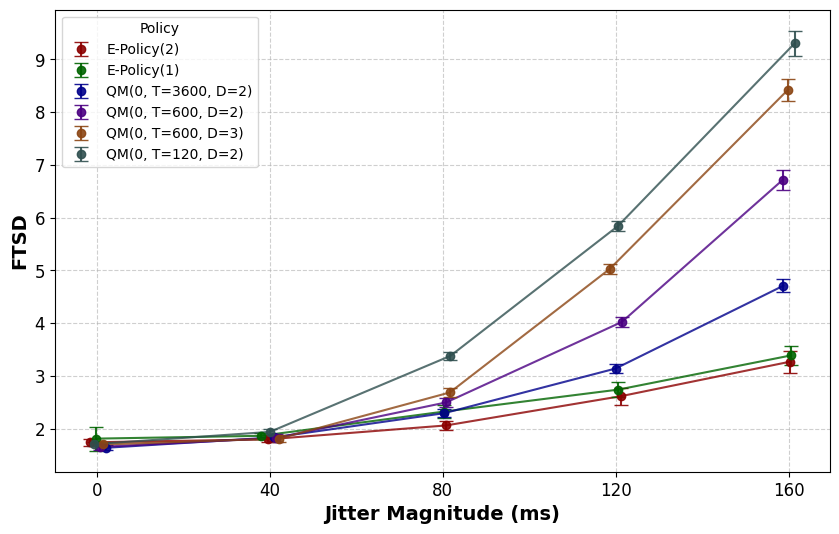 Policy
E-Policy(2)
E-Policy(1)
QM(0, T=3600, D=2)
QM(0, T=600, D=2)
QM(0, T=600, D=3)
QM(0, T=120, D=2)
FTSD
9
8
7
6
5
4
3
2
0 40 80 120 160
Jitter Magnitude (ms)